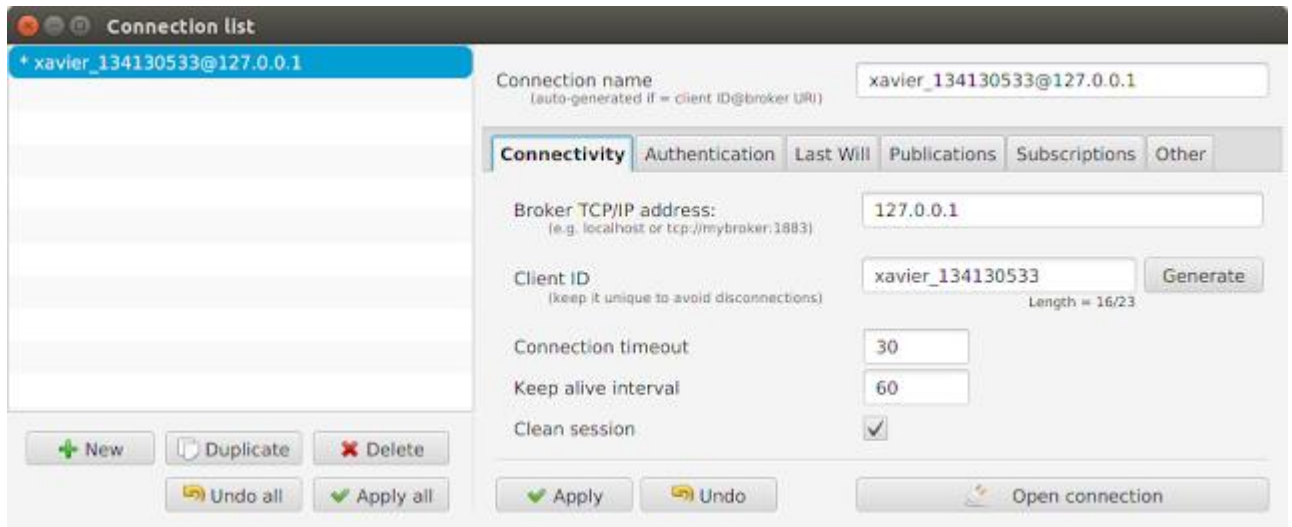 Connection list
* xavier_134130533@127.0.0.1
Connection name
(auto-generated if = client ID@broker URI)
xavier_134130533@127.0.0.1
Connectivity Authentication Last Will Publications Subscriptions Other
Broker TCP/IP address:
(e.g. localhost or tcp://mybroker:1883)
127.0.0.1
Client ID
(keep it unique to avoid disconnections)
xavier_134130533
Generate
Length = 16/23
Connection timeout
30
Keep alive interval
60
Clean session
New Duplicate Delete
Undo all Apply all
Apply Undo Open connection